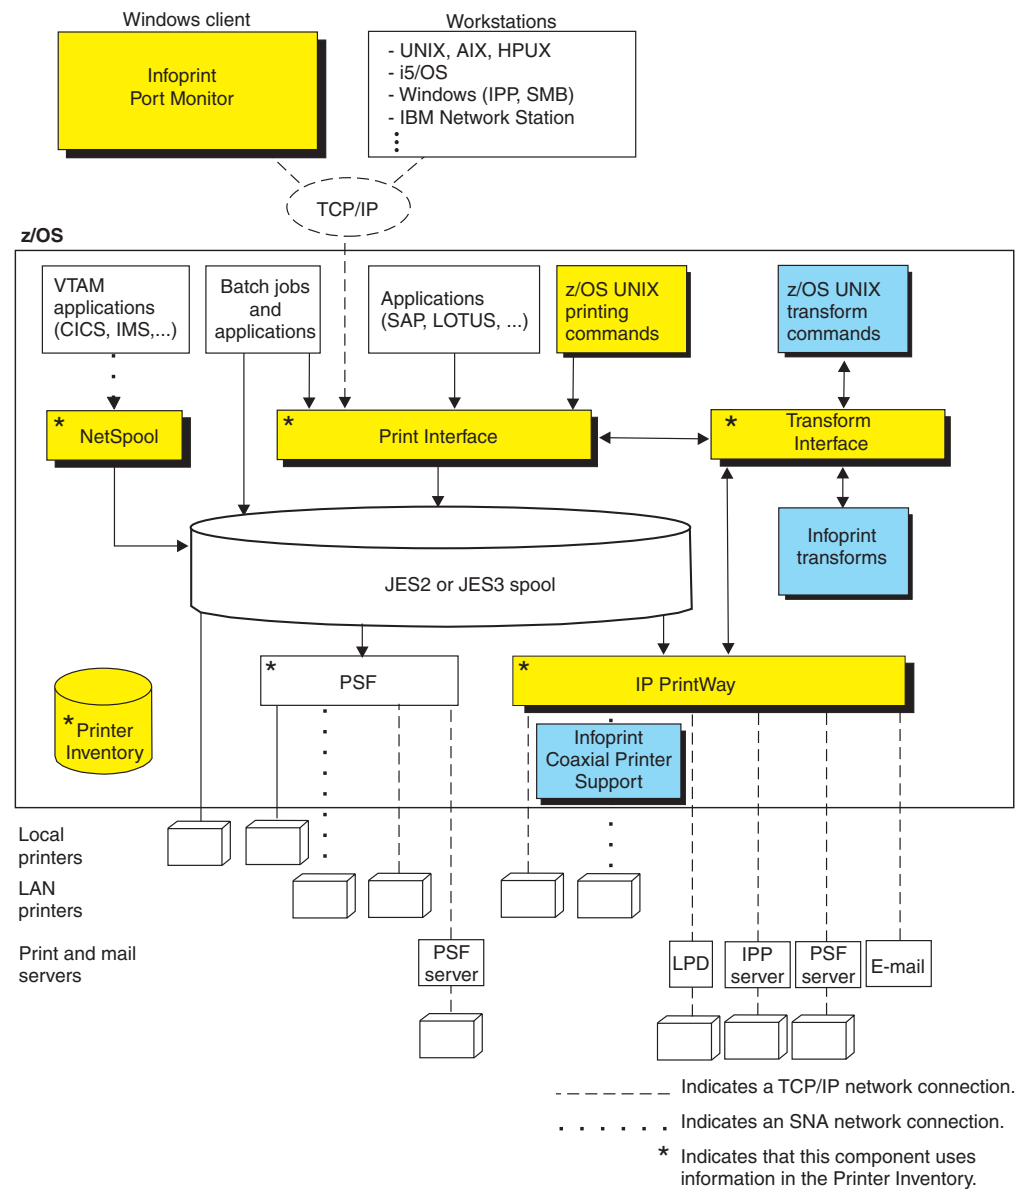 Windows client
Workstations
Infoprint
Port Monitor
- UNIX, AIX, HPUX
- i5/OS
- Windows (IPP, SMB)
- IBM Network Station
TCP/IP
z/OS
VTAM
applications
(CICS, IMS,...)
Batch jobs
and
applications
Applications
(SAP, LOTUS, ...)
z/OS UNIX
printing
commands
z/OS UNIX
transform
commands
* NetSpool
* Print Interface
* Transform
Interface
Infoprint
transforms
JES2 or JES3 spool
* PSF
* IP PrintWay
* Printer
Inventory
Infoprint
Coaxial Printer
Support
Local
printers
LAN
printers
Print and mail
servers
PSF
server
LPD
IPP
server
PSF
server
E-mail
Indicates a TCP/IP network connection.
Indicates an SNA network connection.
* Indicates that this component uses
information in the Printer Inventory.